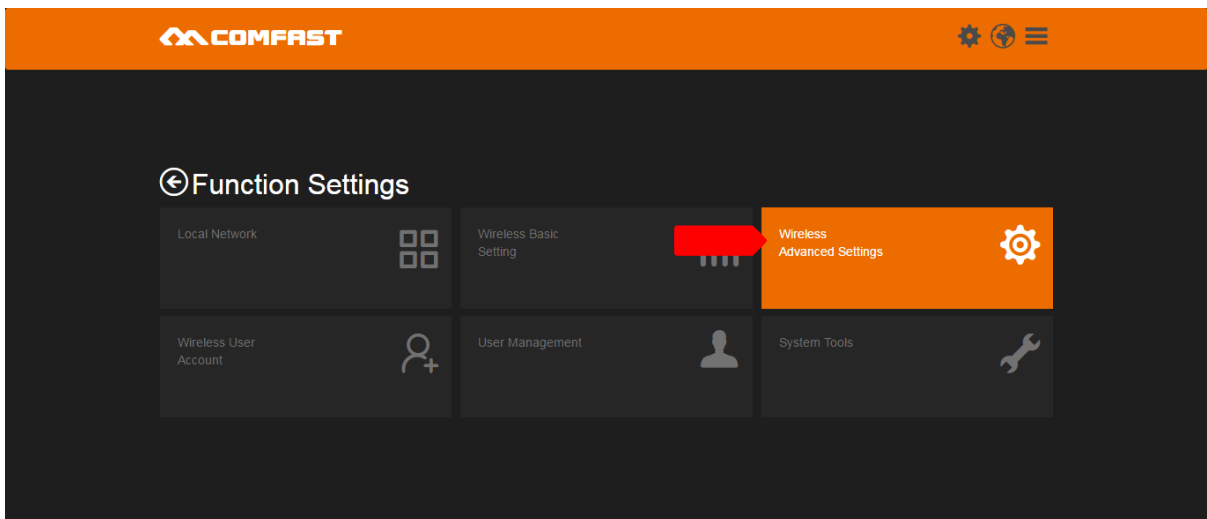 COMFAST
Function Settings
Local Network
Wireless Basic
Setting
Wireless
Advanced Settings
Wireless User
Account
User Management
System Tools